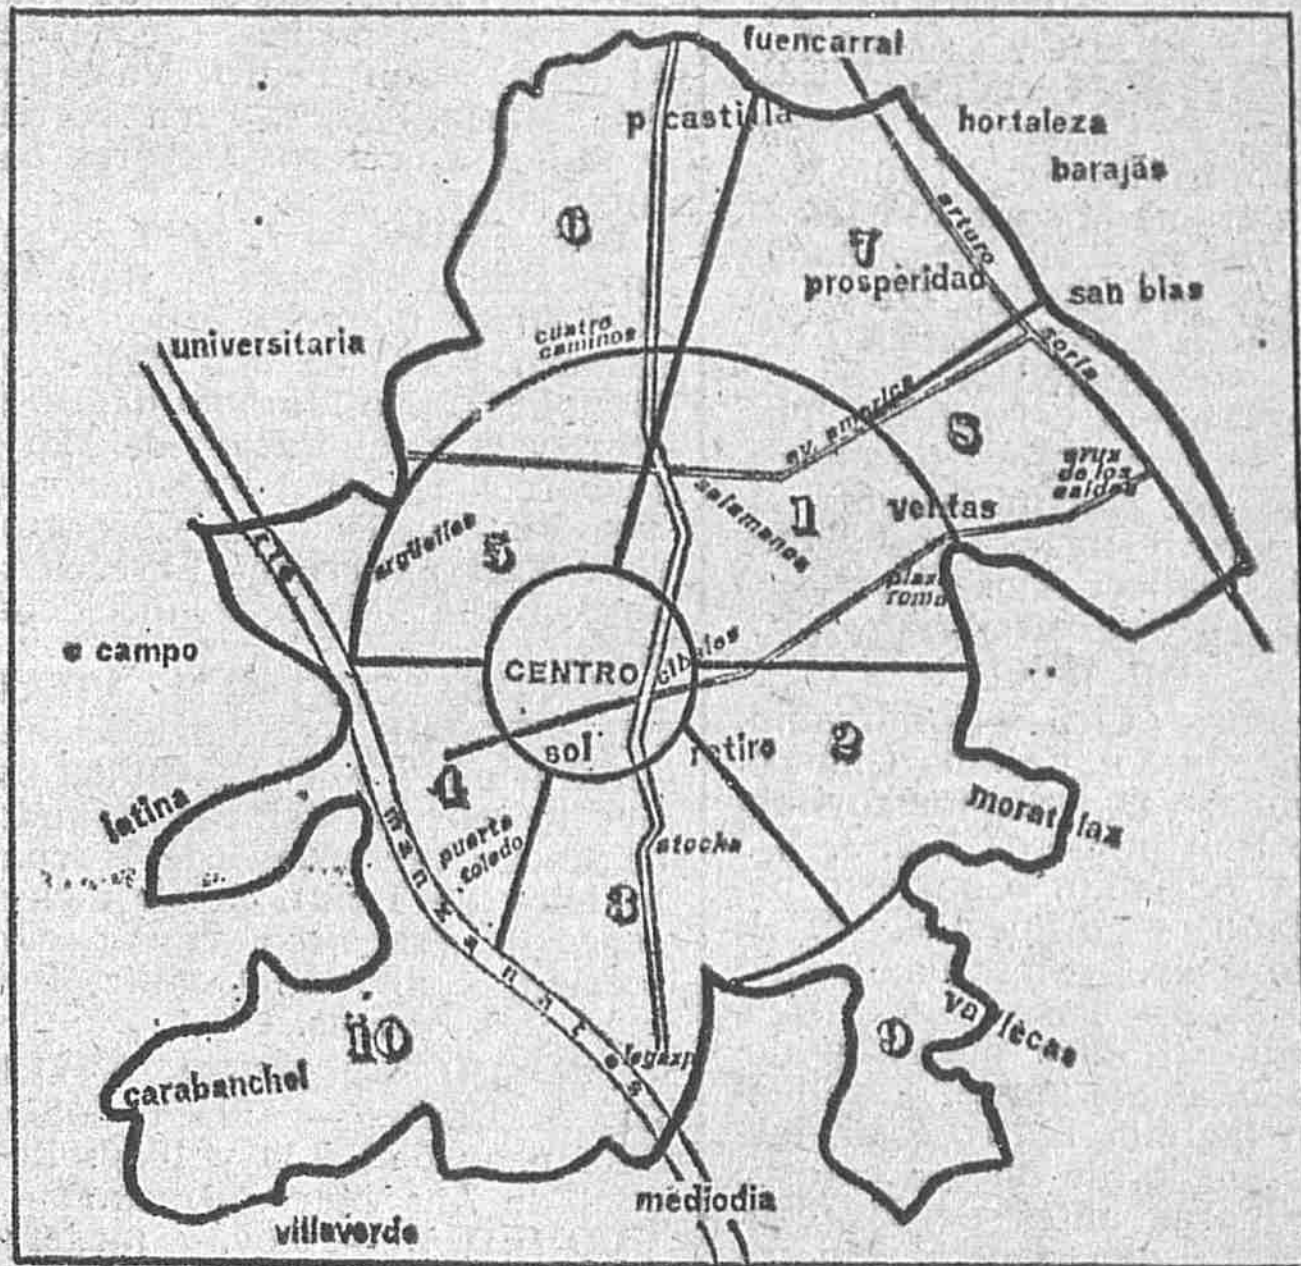 fuencarral
p. castilla
hortaleza
barajas
6
arturo
7
prosperidad
san blas
cuatro
caminos
universitaria
soria
av. america
8
cruz
de los
caidos
salamanca
1
ventas
argüelles
5
rio
plaza
roma
c campo
CENTRO
cibeles
sol
retiro
2
4
latina
moratalaz
manzanares
puerta
toledo
atocha
3
vallecas
10
9
legazpi
carabanchel
mediodia
villaverde